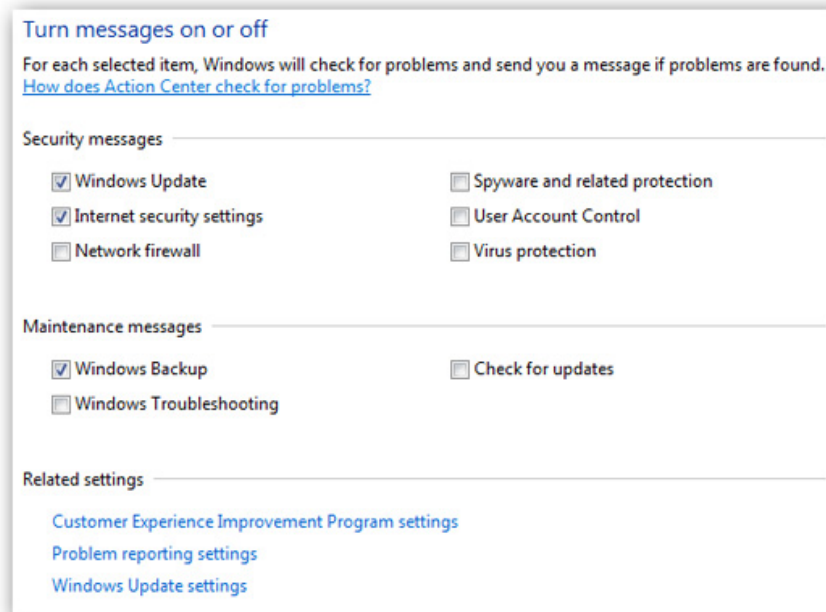 Turn messages on or off
For each selected item, Windows will check for problems and send you a message if problems are found.
How does Action Center check for problems?
Security messages
Windows Update
Spyware and related protection
Internet security settings
User Account Control
Network firewall
Virus protection
Maintenance messages
Windows Backup
Check for updates
Windows Troubleshooting
Related settings
Customer Experience Improvement Program settings
Problem reporting settings
Windows Update settings